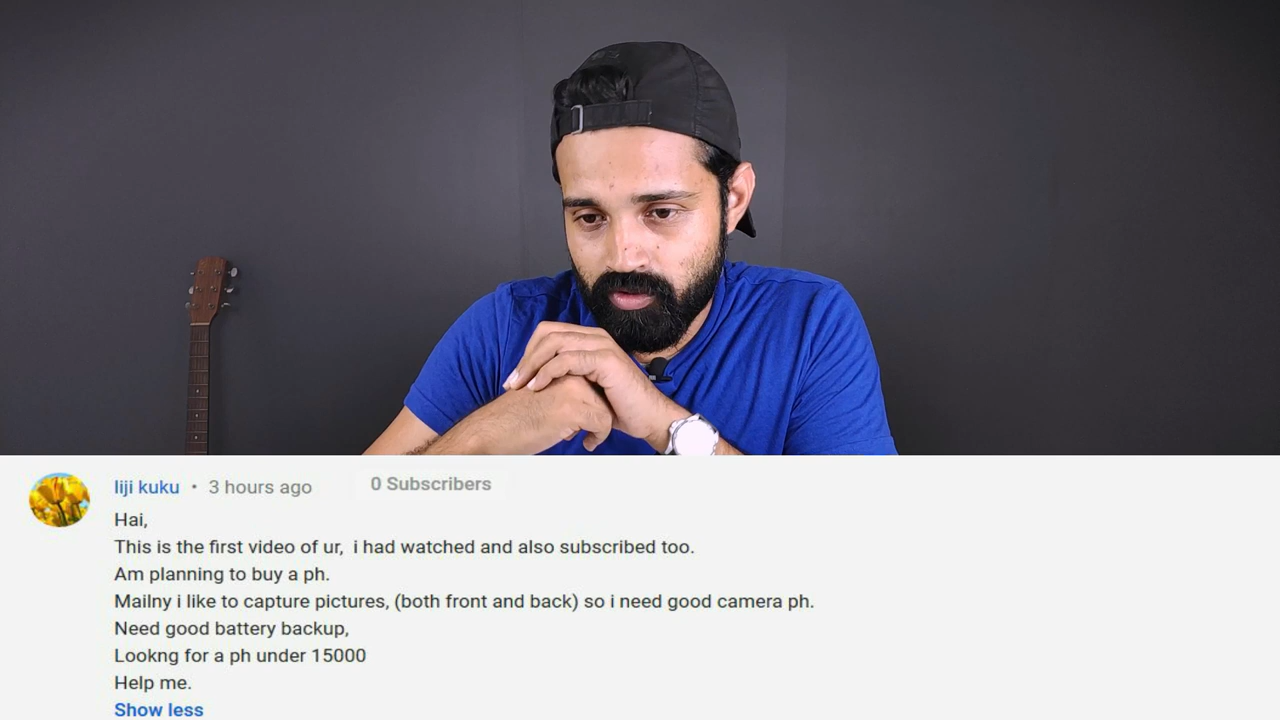 liji kuku • 3 hours ago 0 Subscribers
Hai,
This is the first video of ur, i had watched and also subscribed too.
Am planning to buy a ph.
Mailny i like to capture pictures, (both front and back) so i need good camera ph.
Need good battery backup,
Lookng for a ph under 15000
Help me.
Show less